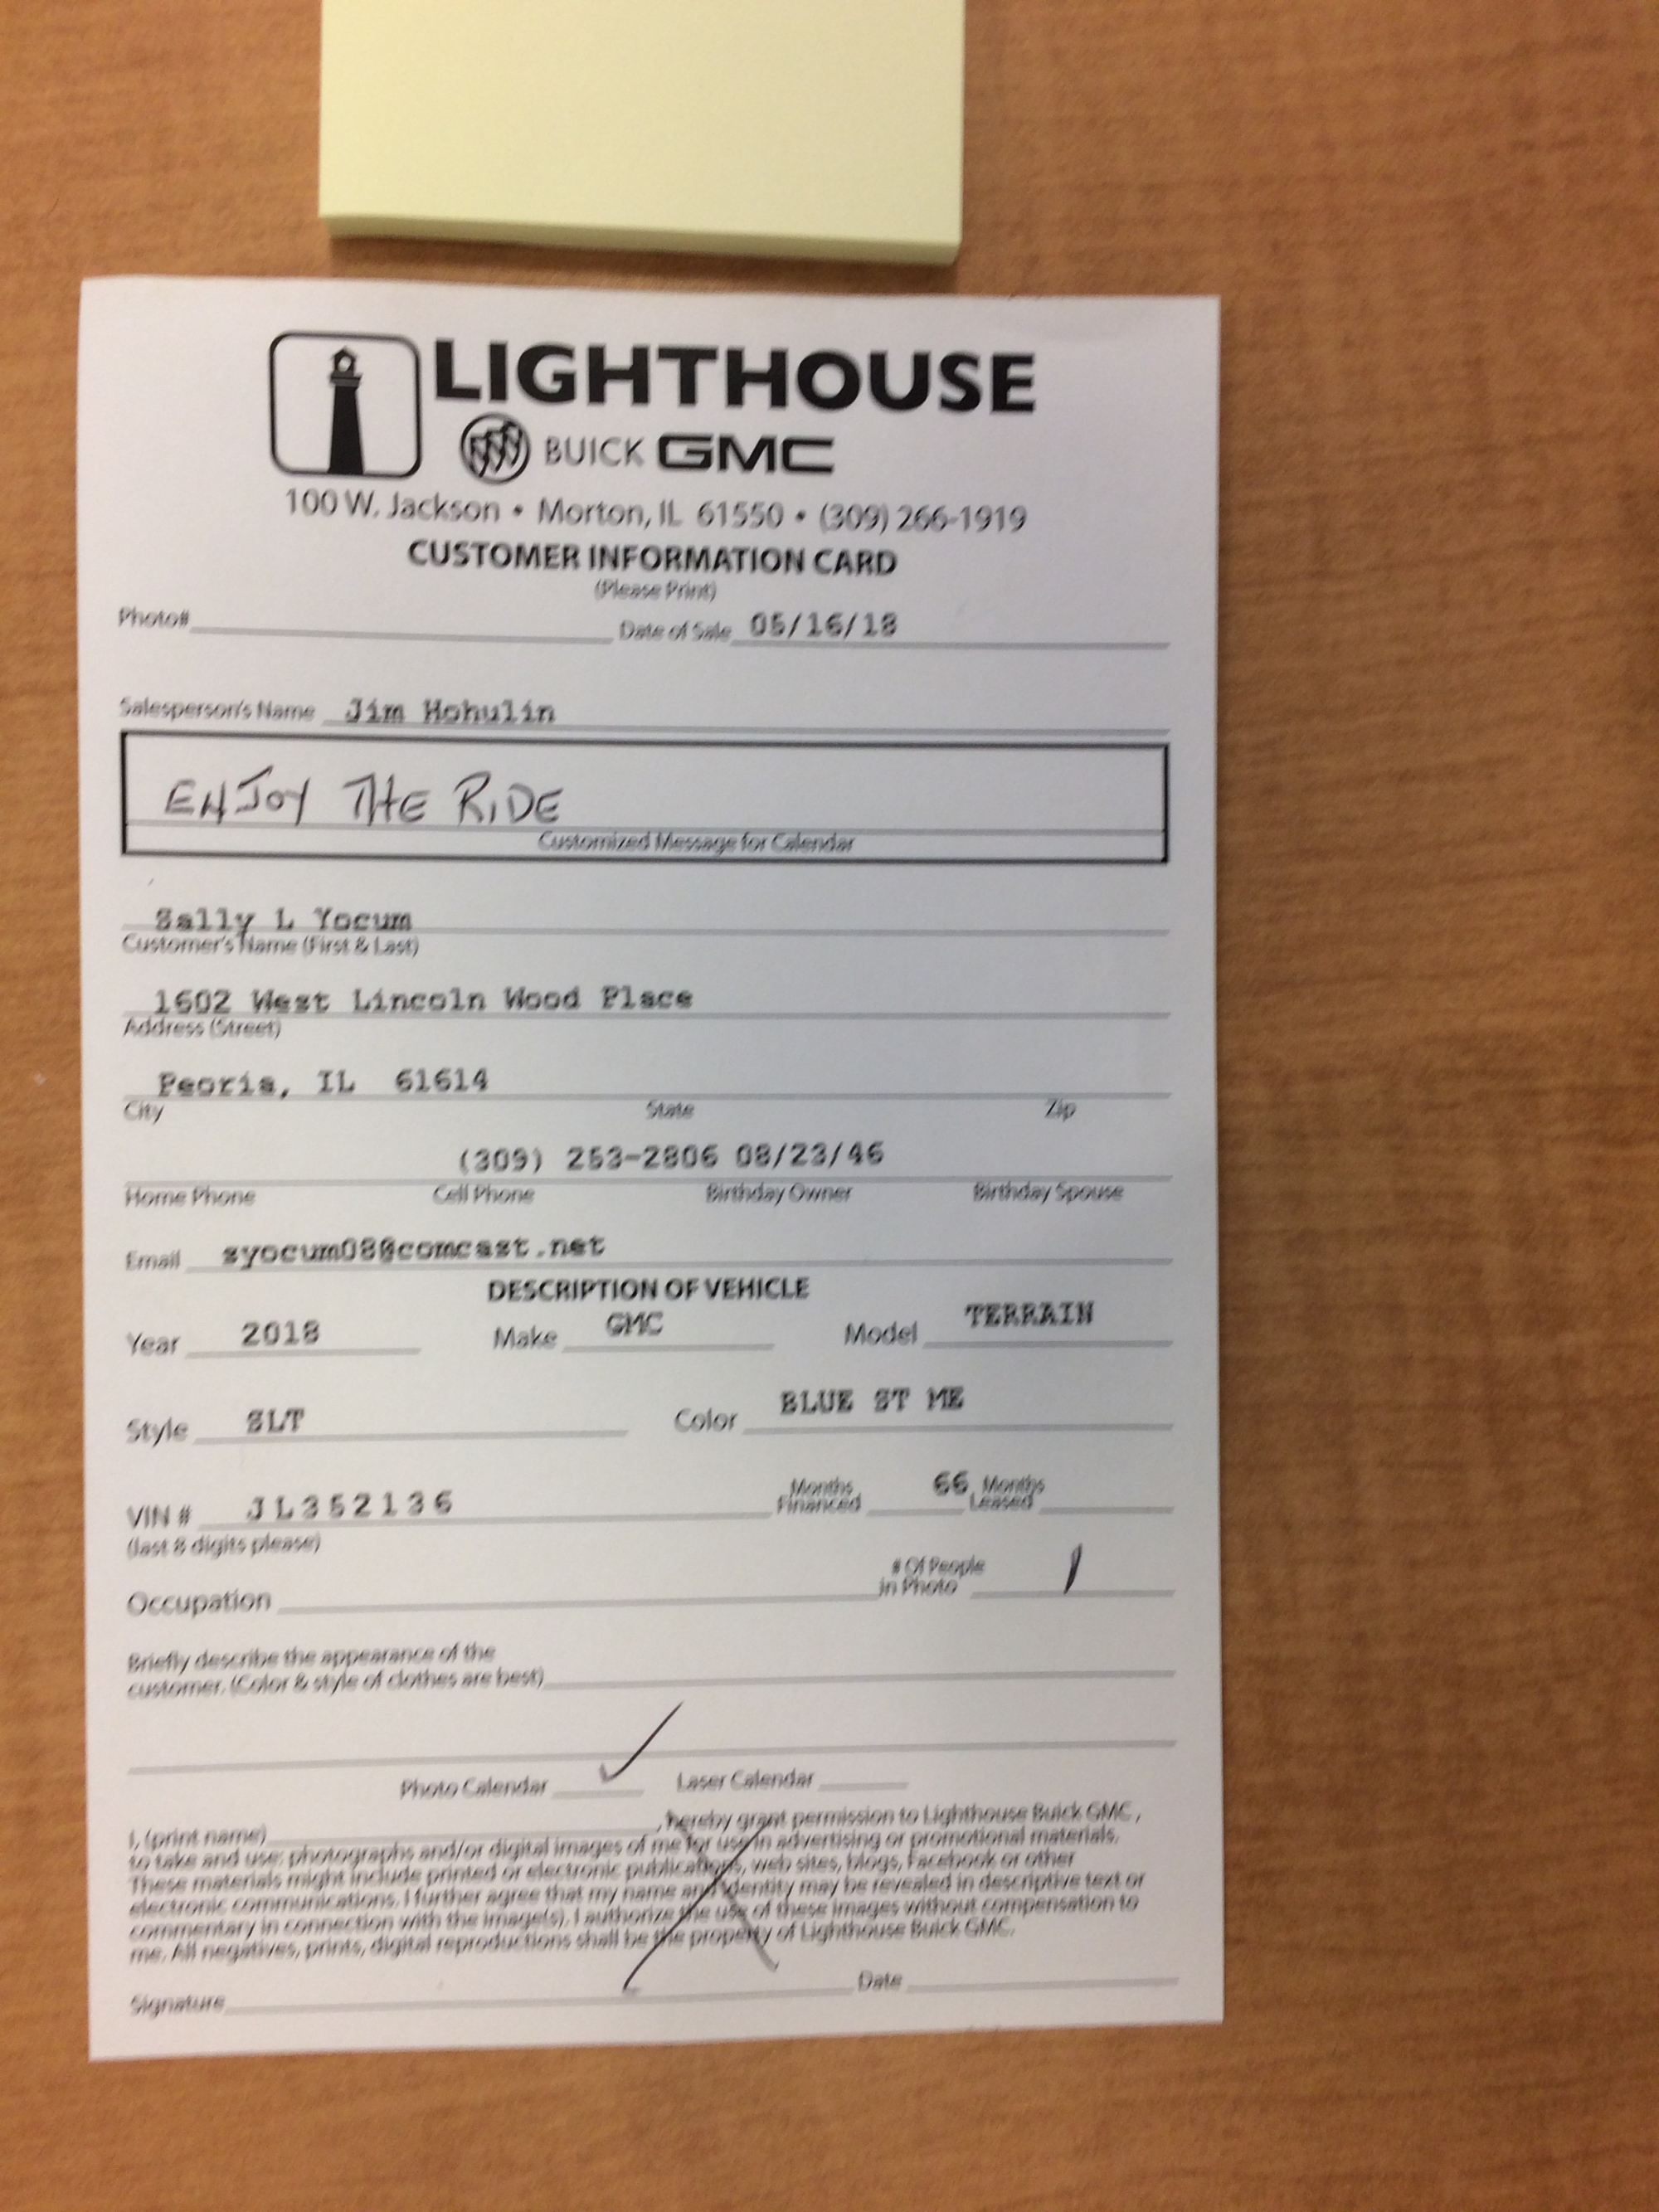 LIGHTHOUSE
BUICK GMC
100 W. Jackson • Morton, IL 61550 • (309) 266-1919
CUSTOMER INFORMATION CARD
(Please Print)
Photo# Date of Sale 05/16/18
Salesperson's Name Jim Hohulin
ENJOY THE RIDE
Customized Message for Calendar
Sally L Yocum
Customer's Name (First & Last)
1602 West Lincoln Wood Place
Address (Street)
Peoria, IL 61614
City State Zip
(309) 253-2806 08/23/46
Home Phone Cell Phone Birthday Owner Birthday Spouse
Email syocum08@comcast.net
DESCRIPTION OF VEHICLE
Year 2018 Make GMC Model TERRAIN
Style SLT Color BLUE ST ME
VIN # JL352136 Months Financed 66 Months Leased
(last 8 digits please)
Occupation # Of People in Photo 1
Briefly describe the appearance of the
customer. (Color & style of clothes are best)
Photo Calendar ✓ Laser Calendar
I, (print name) , hereby grant permission to Lighthouse Buick GMC,
to take and use: photographs and/or digital images of me for use in advertising or promotional materials.
These materials might include printed or electronic publications, web sites, blogs, Facebook or other
electronic communications. I further agree that my name and identity may be revealed in descriptive text or
commentary in connection with the image(s). I authorize the use of these images without compensation to
me. All negatives, prints, digital reproductions shall be the property of Lighthouse Buick GMC.
Signature Date